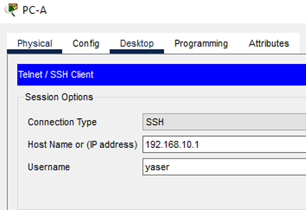 PC-A
Physical Config Desktop Programming Attributes
Telnet / SSH Client
Session Options
Connection Type SSH
Host Name or (IP address) 192.168.10.1
Username yaser